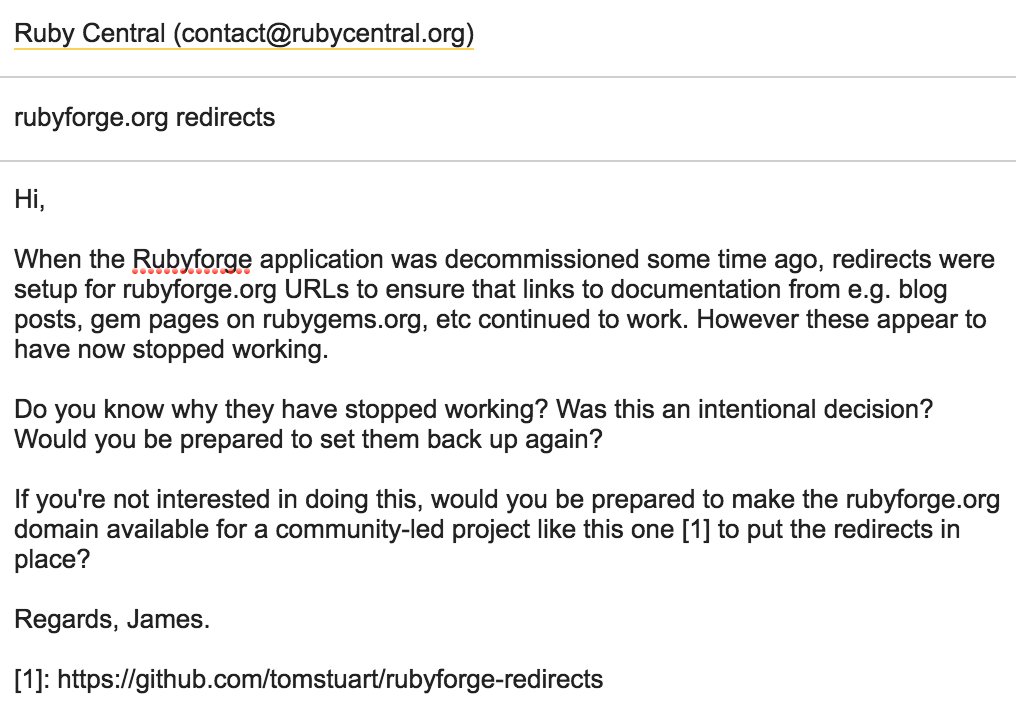 Ruby Central (contact@rubycentral.org)
rubyforge.org redirects
Hi,
When the Rubyforge application was decommissioned some time ago, redirects were
setup for rubyforge.org URLs to ensure that links to documentation from e.g. blog
posts, gem pages on rubygems.org, etc continued to work. However these appear to
have now stopped working.
Do you know why they have stopped working? Was this an intentional decision?
Would you be prepared to set them back up again?
If you're not interested in doing this, would you be prepared to make the rubyforge.org
domain available for a community-led project like this one [1] to put the redirects in
place?
Regards, James.
[1]: https://github.com/tomstuart/rubyforge-redirects